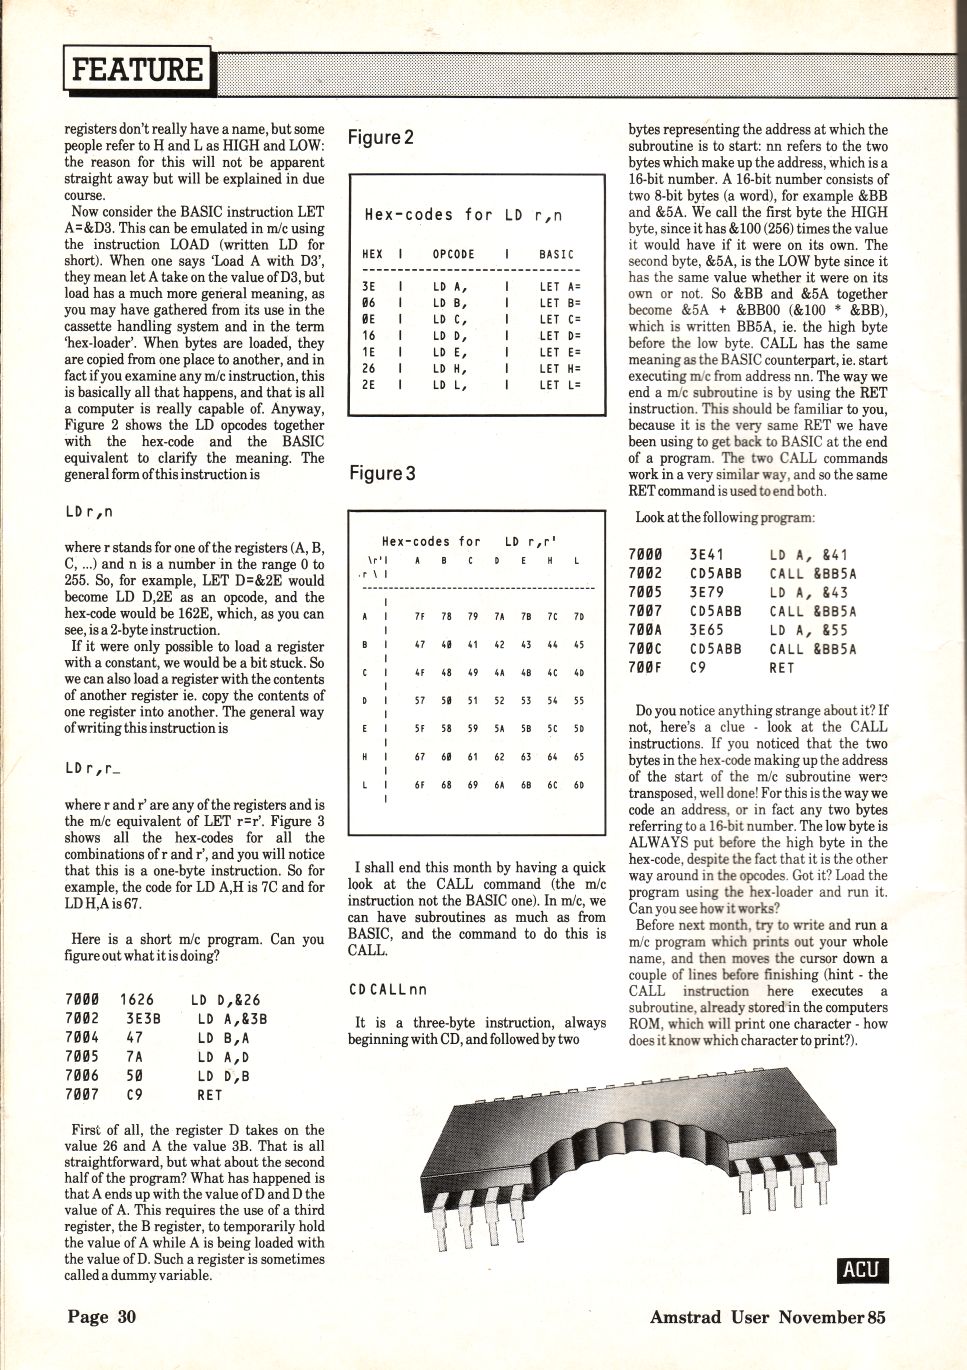 FEATURE
registers don't really have a name, but some
people refer to H and L as HIGH and LOW:
the reason for this will not be apparent
straight away but will be explained in due
course.
Now consider the BASIC instruction LET
A=&D3. This can be emulated in m/c using
the instruction LOAD (written LD for
short). When one says 'Load A with D3',
they mean let A take on the value of D3, but
load has a much more general meaning, as
you may have gathered from its use in the
cassette handling system and in the term
'hex-loader'. When bytes are loaded, they
are copied from one place to another, and in
fact if you examine any m/c instruction, this
is basically all that happens, and that is all
a computer is really capable of. Anyway,
Figure 2 shows the LD opcodes together
with the hex-code and the BASIC
equivalent to clarify the meaning. The
general form of this instruction is
LD r,n
where r stands for one of the registers (A, B,
C, ...) and n is a number in the range 0 to
255. So, for example, LET D=&2E would
become LD D,2E as an opcode, and the
hex-code would be 162E, which, as you can
see, is a 2-byte instruction.
If it were only possible to load a register
with a constant, we would be a bit stuck. So
we can also load a register with the contents
of another register ie. copy the contents of
one register into another. The general way
of writing this instruction is
LD r,r_
where r and r' are any of the registers and is
the m/c equivalent of LET r=r'. Figure 3
shows all the hex-codes for all the
combinations of r and r', and you will notice
that this is a one-byte instruction. So for
example, the code for LD A,H is 7C and for
LD H,A is 67.
Here is a short m/c program. Can you
figure out what it is doing?
7000 1626 LD D,&26
7002 3E3B LD A,&3B
7004 47 LD B,A
7005 7A LD A,D
7006 50 LD D,B
7007 C9 RET
First of all, the register D takes on the
value 26 and A the value 3B. That is all
straightforward, but what about the second
half of the program? What has happened is
that A ends up with the value of D and D the
value of A. This requires the use of a third
register, the B register, to temporarily hold
the value of A while A is being loaded with
the value of D. Such a register is sometimes
called a dummy variable.
Figure 2
Hex-codes for LD r,n
HEX | OPCODE | BASIC
---------------------------------
3E | LD A, | LET A=
06 | LD B, | LET B=
0E | LD C, | LET C=
16 | LD D, | LET D=
1E | LD E, | LET E=
26 | LD H, | LET H=
2E | LD L, | LET L=
Figure 3
Hex-codes for LD r,r'
\r'| A B C D E H L
r \ |
---------------------------------
|
A | 7F 78 79 7A 7B 7C 7D
|
B | 47 40 41 42 43 44 45
|
C | 4F 48 49 4A 4B 4C 4D
|
D | 57 50 51 52 53 54 55
|
E | 5F 58 59 5A 5B 5C 5D
|
H | 67 60 61 62 63 64 65
|
L | 6F 68 69 6A 6B 6C 6D
|
I shall end this month by having a quick
look at the CALL command (the m/c
instruction not the BASIC one). In m/c, we
can have subroutines as much as from
BASIC, and the command to do this is
CALL.
CD CALL nn
It is a three-byte instruction, always
beginning with CD, and followed by two
bytes representing the address at which the
subroutine is to start: nn refers to the two
bytes which make up the address, which is a
16-bit number. A 16-bit number consists of
two 8-bit bytes (a word), for example &BB
and &5A. We call the first byte the HIGH
byte, since it has &100 (256) times the value
it would have if it were on its own. The
second byte, &5A, is the LOW byte since it
has the same value whether it were on its
own or not. So &BB and &5A together
become &5A + &BB00 (&100 * &BB),
which is written BB5A, ie. the high byte
before the low byte. CALL has the same
meaning as the BASIC counterpart, ie. start
executing m/c from address nn. The way we
end a m/c subroutine is by using the RET
instruction. This should be familiar to you,
because it is the very same RET we have
been using to get back to BASIC at the end
of a program. The two CALL commands
work in a very similar way, and so the same
RET command is used to end both.
Look at the following program:
7000 3E41 LD A, &41
7002 CD5ABB CALL &BB5A
7005 3E79 LD A, &43
7007 CD5ABB CALL &BB5A
700A 3E65 LD A, &55
700C CD5ABB CALL &BB5A
700F C9 RET
Do you notice anything strange about it? If
not, here's a clue - look at the CALL
instructions. If you noticed that the two
bytes in the hex-code making up the address
of the start of the m/c subroutine were
transposed, well done! For this is the way we
code an address, or in fact any two bytes
referring to a 16-bit number. The low byte is
ALWAYS put before the high byte in the
hex-code, despite the fact that it is the other
way around in the opcodes. Got it? Load the
program using the hex-loader and run it.
Can you see how it works?
Before next month, try to write and run a
m/c program which prints out your whole
name, and then moves the cursor down a
couple of lines before finishing (hint - the
CALL instruction here executes a
subroutine, already stored in the computers
ROM, which will print one character - how
does it know which character to print?).
ACU
Page 30
Amstrad User November 85